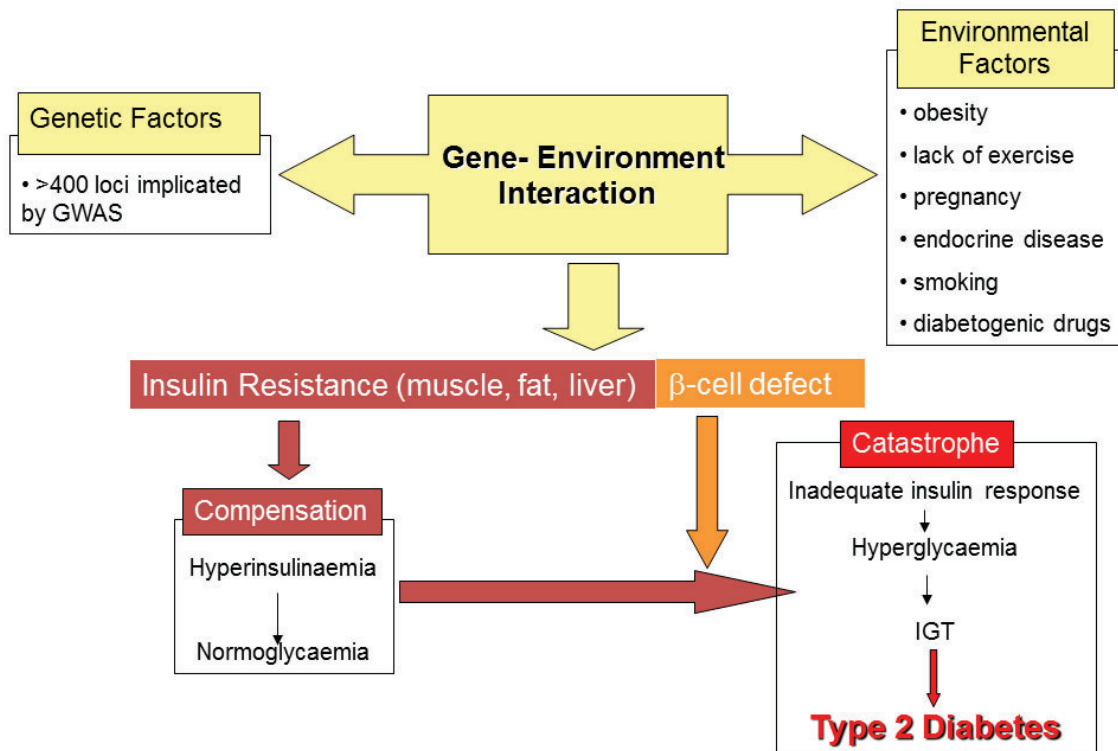 Environmental
Factors
• obesity
• lack of exercise
• pregnancy
• endocrine disease
• smoking
• diabetogenic drugs
Genetic Factors
• >400 loci implicated
by GWAS
Gene- Environment
Interaction
Insulin Resistance (muscle, fat, liver)
β-cell defect
Compensation
Hyperinsulinaemia
Normoglycaemia
Catastrophe
Inadequate insulin response
Hyperglycaemia
IGT
Type 2 Diabetes